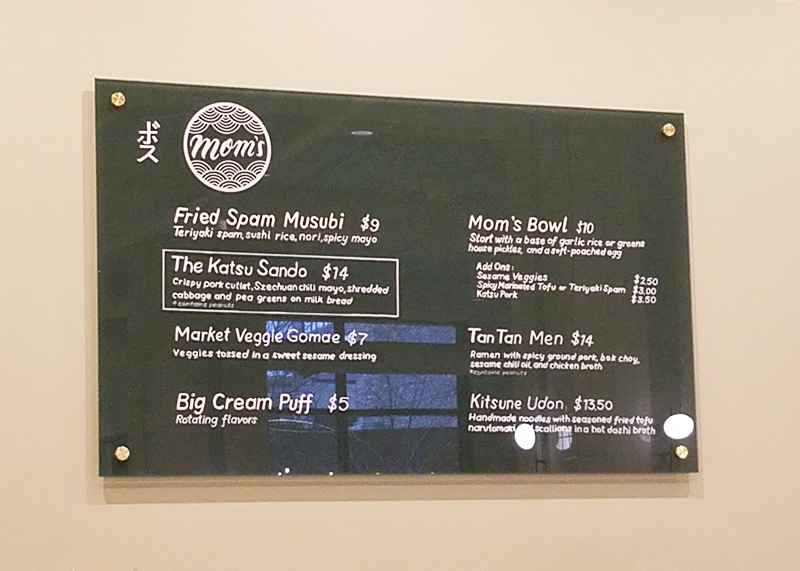 ボス
mom's
Fried Spam Musubi $9
Teriyaki spam, sushi rice, nori, spicy mayo
The Katsu Sando $14
Crispy pork cutlet, Szechuan chili mayo, shredded
cabbage and pea greens on milk bread
*contains peanuts
Market Veggie Gomae $7
Veggies tossed in a sweet sesame dressing
Big Cream Puff $5
Rotating flavors
Mom's Bowl $10
Start with a base of garlic rice or greens
house pickles, and a soft-poached egg
Add Ons:
Sesame Veggies $2.50
Spicy Marinated Tofu or Teriyaki Spam $3.00
Katsu Pork $3.50
TanTan Men $14
Ramen with spicy ground pork, bok choy,
sesame chili oil, and chicken broth
*contains peanuts
Kitsune Udon $13.50
Handmade noodles with seasoned fried tofu
narutomaki scallions in a hot dashi broth